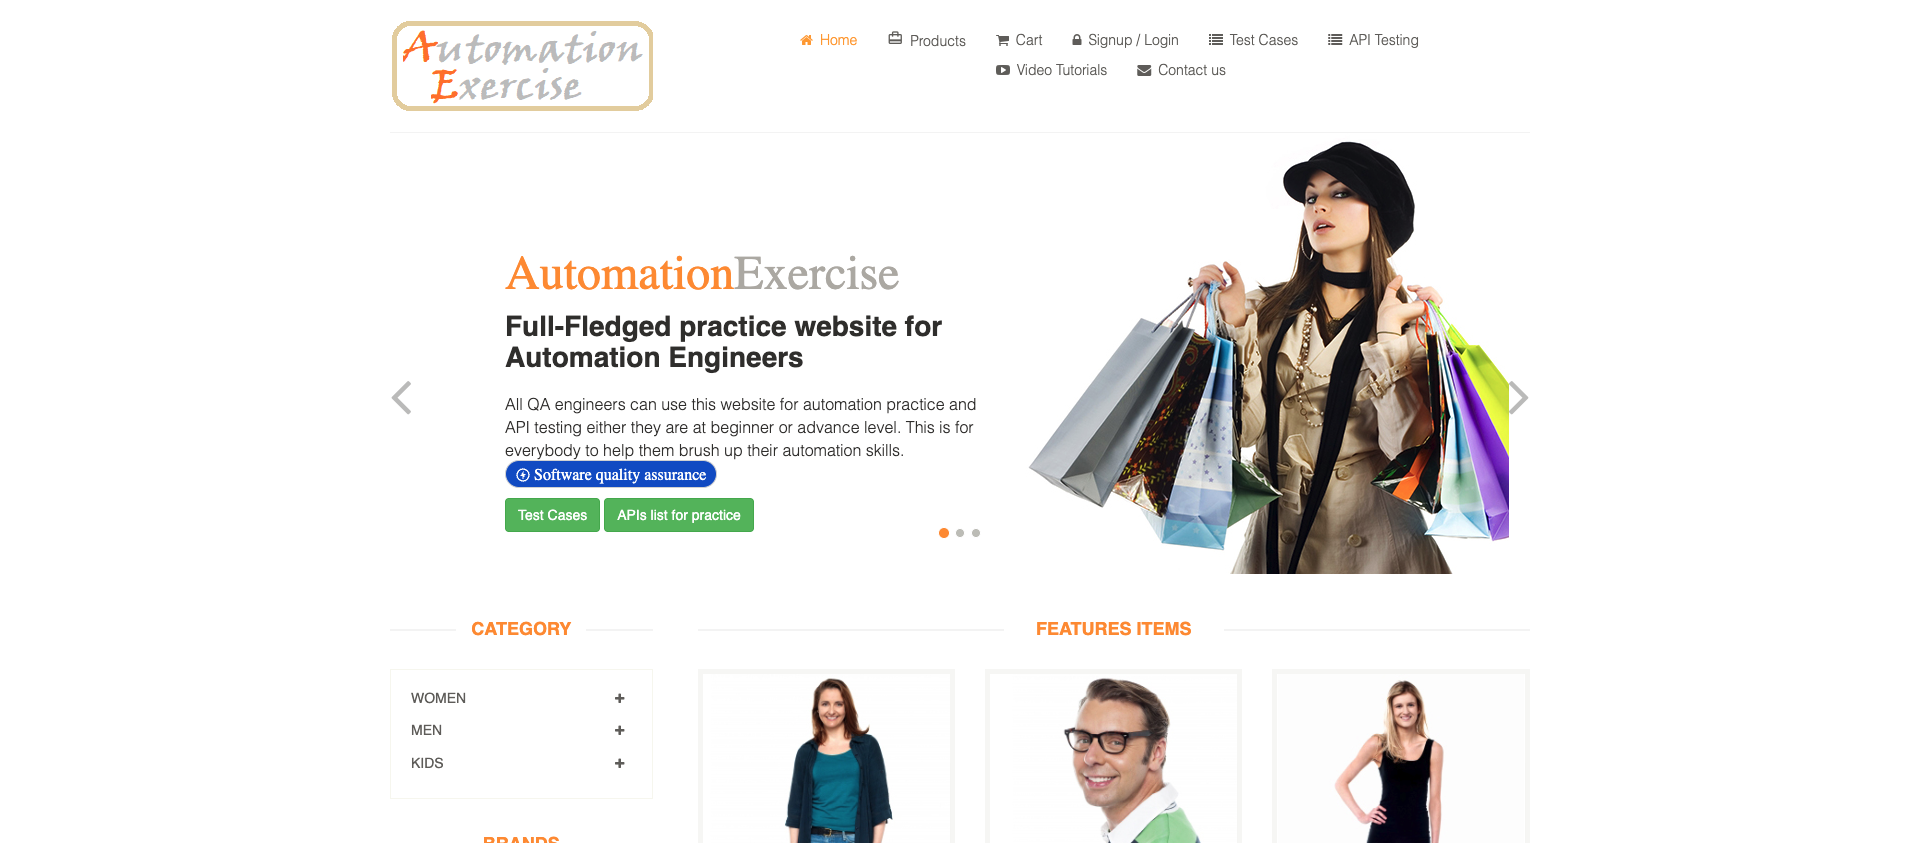 Automation
Exercise
Home Products Cart Signup / Login Test Cases API Testing
Video Tutorials Contact us
AutomationExercise
Full-Fledged practice website for
Automation Engineers
All QA engineers can use this website for automation practice and
API testing either they are at beginner or advance level. This is for
everybody to help them brush up their automation skills.
Software quality assurance
Test Cases APIs list for practice
CATEGORY
WOMEN
MEN
KIDS
BRANDS
FEATURES ITEMS